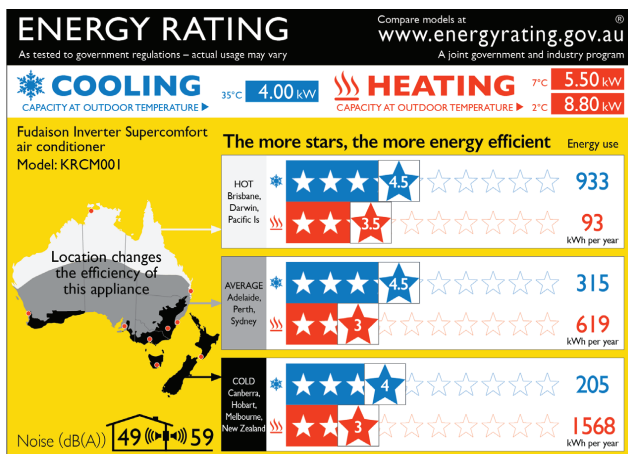 ENERGY RATING
As tested to government regulations – actual usage may vary
Compare models at
®
www.energyrating.gov.au
A joint government and industry program
COOLING
CAPACITY AT OUTDOOR TEMPERATURE ▶
35°C 4.00 kW
HEATING
CAPACITY AT OUTDOOR TEMPERATURE ▶
7°C 5.50 kW
2°C 8.80 kW
Fudaison Inverter Supercomfort
air conditioner
Model: KRCM001
Location changes
the efficiency of
this appliance
Noise (dB(A)) 49 59
The more stars, the more energy efficient
Energy use
HOT
Brisbane,
Darwin,
Pacific Is
4.5
933
3.5
93
kWh per year
AVERAGE
Adelaide,
Perth,
Sydney
4.5
315
3
619
kWh per year
COLD
Canberra,
Hobart,
Melbourne,
New Zealand
4
205
3
1568
kWh per year